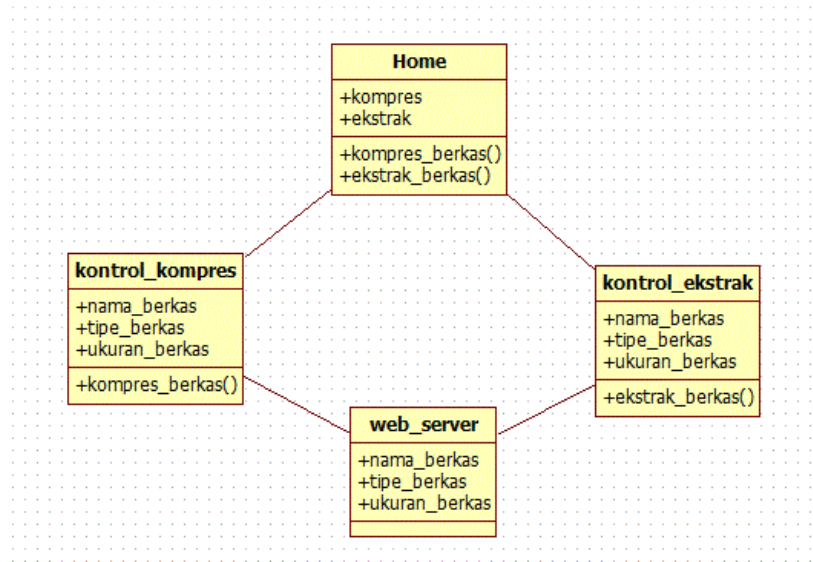 Home
+kompres
+ekstrak
+kompres_berkas()
+ekstrak_berkas()
kontrol_kompres
+nama_berkas
+tipe_berkas
+ukuran_berkas
+kompres_berkas()
kontrol_ekstrak
+nama_berkas
+tipe_berkas
+ukuran_berkas
+ekstrak_berkas()
web_server
+nama_berkas
+tipe_berkas
+ukuran_berkas